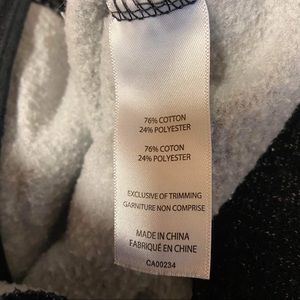 76% COTTON
24% POLYESTER
76% COTON
24% POLYESTER
EXCLUSIVE OF TRIMMING
GARNITURE NON COMPRISE
MADE IN CHINA
FABRIQUÉ EN CHINE
CA00234